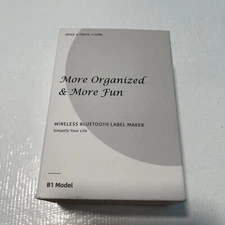 More Organized
& More Fun
WIRELESS BLUETOOTH LABEL MAKER
Simplify Your Life
B1 Model